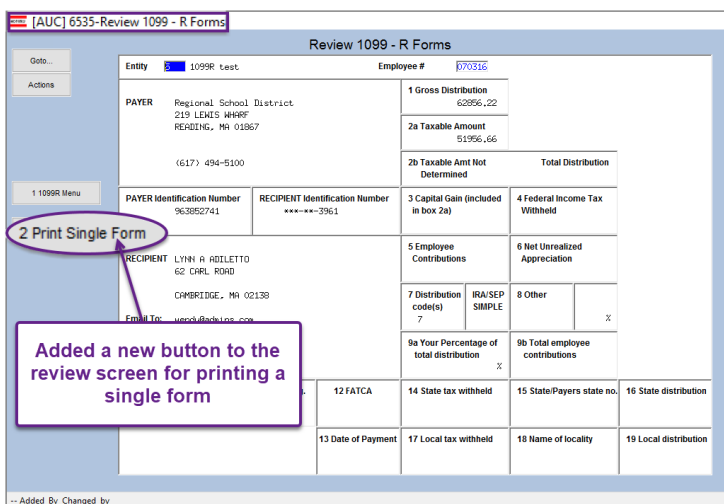 [AUC] 6535-Review 1099 - R Forms
Review 1099 - R Forms
Goto...
Actions
1 1099R Menu
2 Print Single Form
Entity 1099R test Employee # 070316
PAYER Regional School District
219 LEWIS WHARF
READING, MA 01867
(617) 494-5100
1 Gross Distribution
62856.22
2a Taxable Amount
51956.66
2b Taxable Amt Not Determined
Total Distribution
PAYER Identification Number
963852741
RECIPIENT Identification Number
***-**-3961
3 Capital Gain (included in box 2a)
4 Federal Income Tax Withheld
RECIPIENT LYNN A ADILETTO
62 CARL ROAD
CAMBRIDGE, MA 02138
Email To: wendy@admins.com
5 Employee Contributions
6 Net Unrealized Appreciation
7 Distribution code(s)
7
IRA/SEP SIMPLE
8 Other
%
9a Your Percentage of total distribution
%
9b Total employee contributions
Added a new button to the
review screen for printing a
single form
12 FATCA
14 State tax withheld
15 State/Payers state no.
16 State distribution
13 Date of Payment
17 Local tax withheld
18 Name of locality
19 Local distribution
-- Added By Changed by